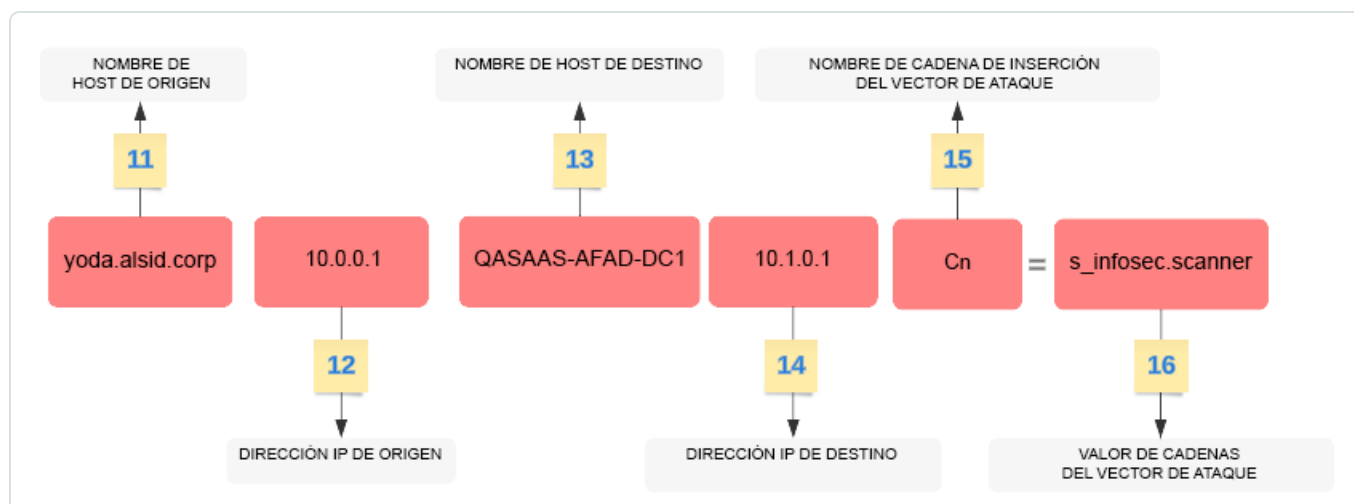 NOMBRE DE
HOST DE ORIGEN
NOMBRE DE HOST DE DESTINO
NOMBRE DE CADENA DE INSERCIÓN
DEL VECTOR DE ATAQUE
11
13
15
yoda.alsid.corp
10.0.0.1
QASAAS-AFAD-DC1
10.1.0.1
Cn
=
s_infosec.scanner
12
14
16
DIRECCIÓN IP DE ORIGEN
DIRECCIÓN IP DE DESTINO
VALOR DE CADENAS
DEL VECTOR DE ATAQUE